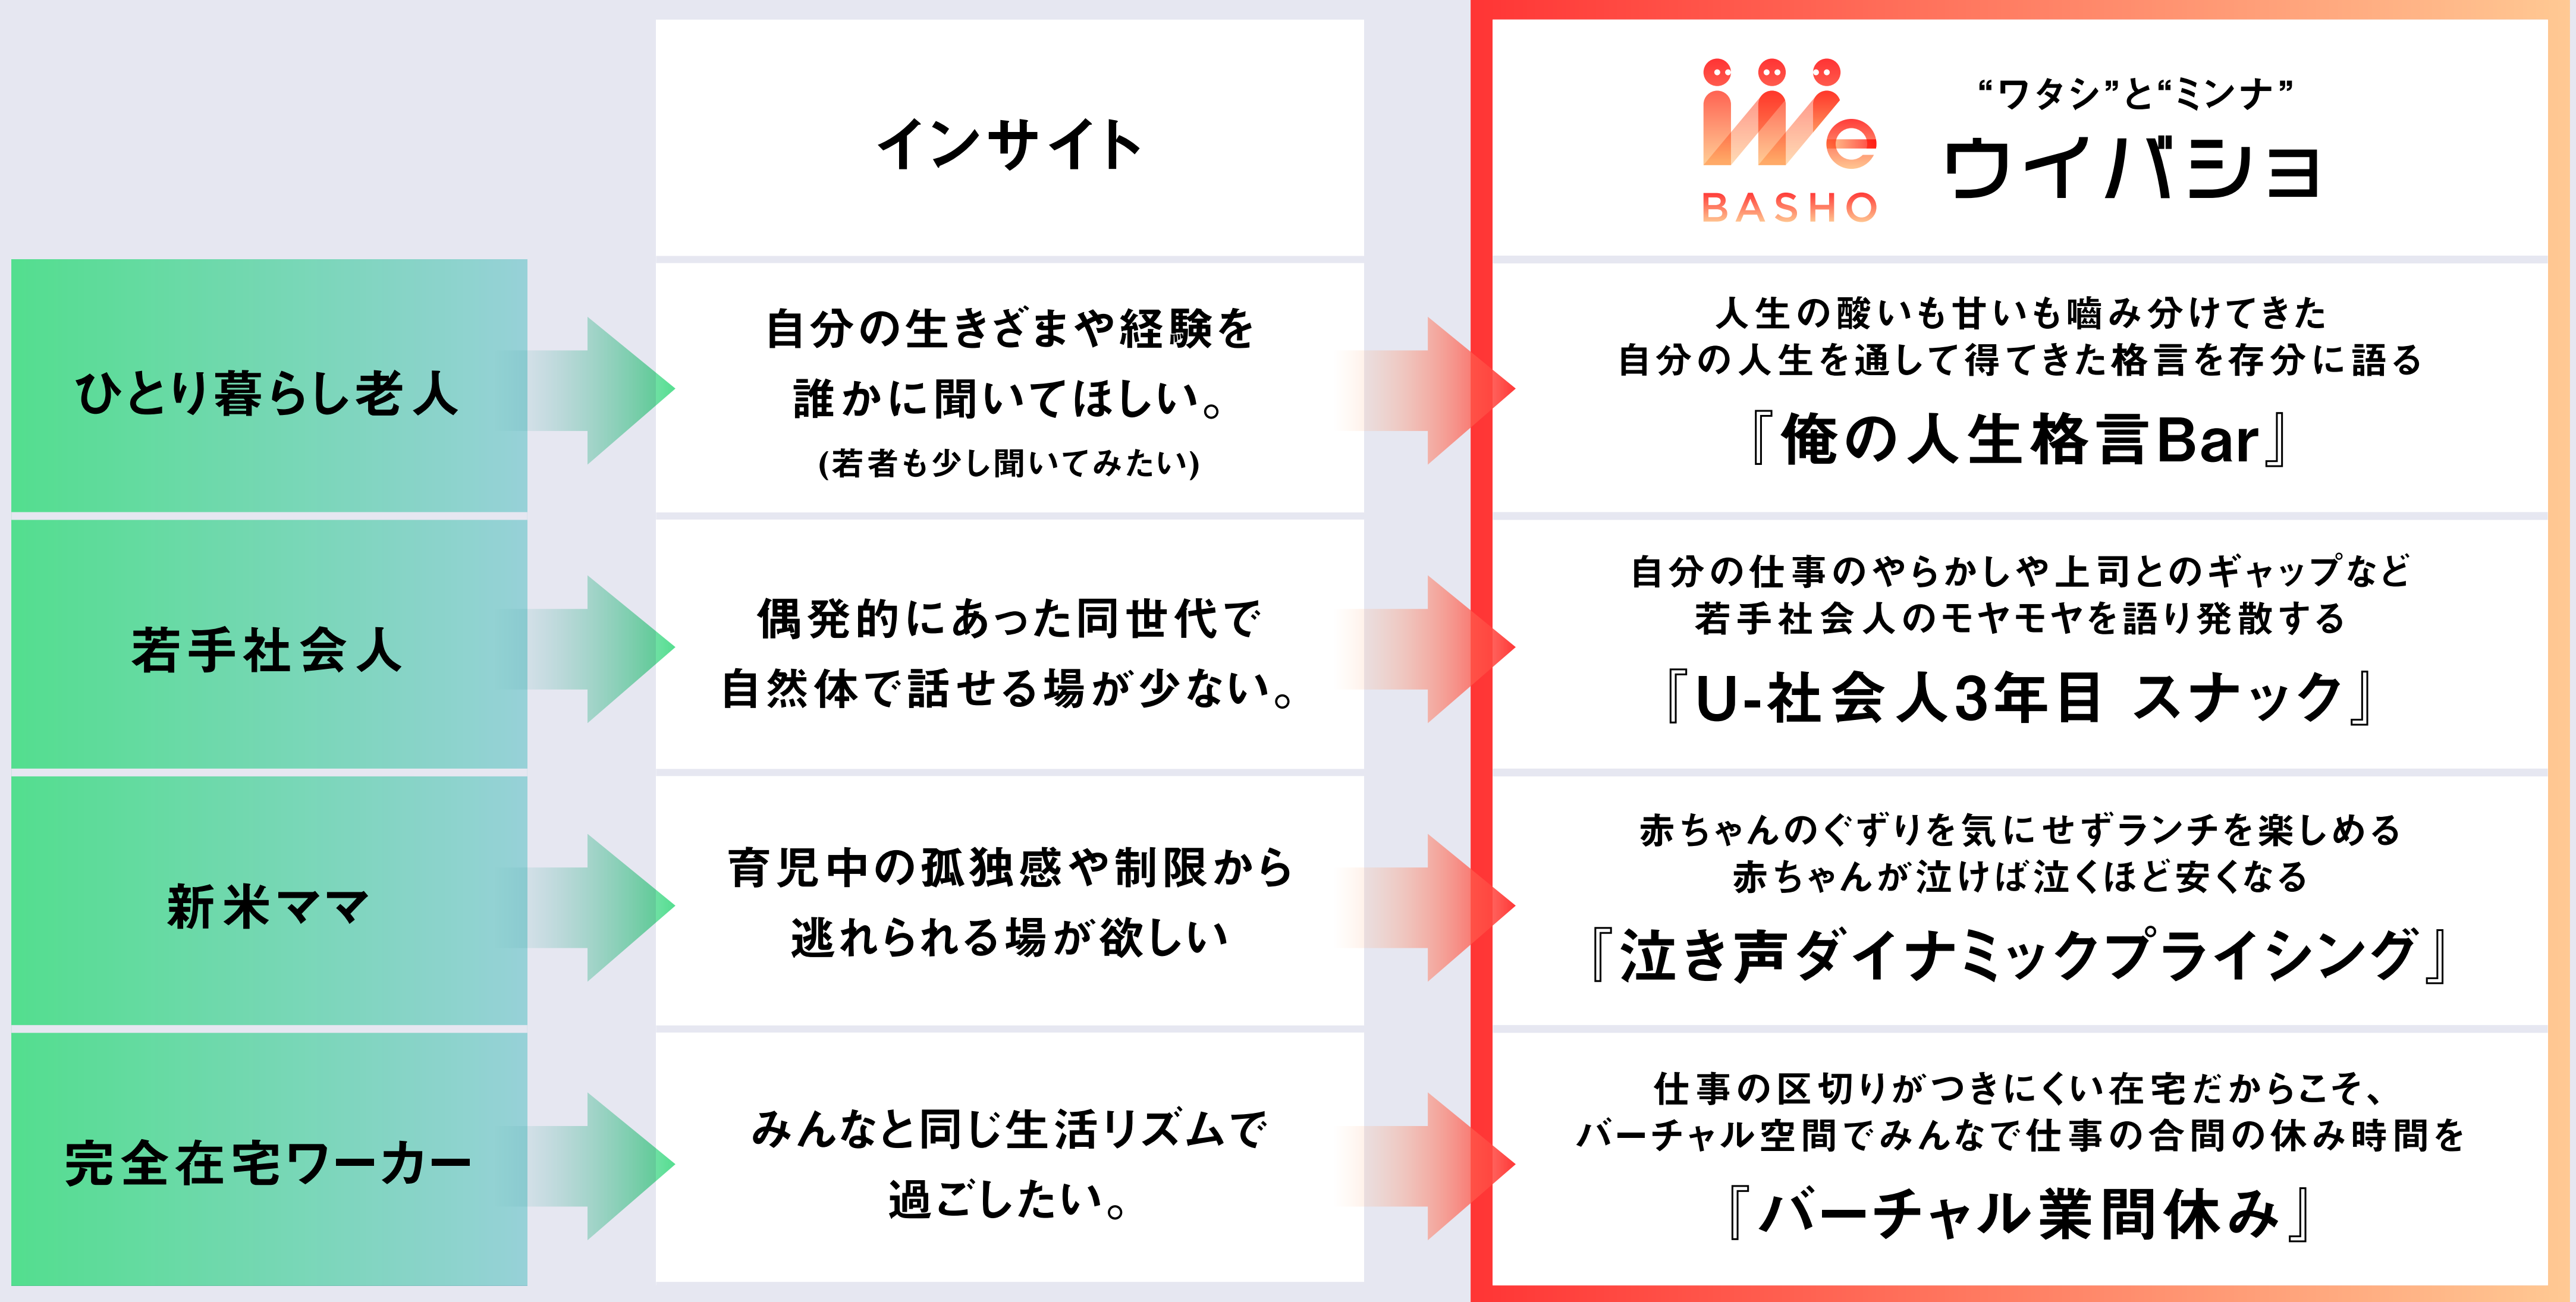 インサイト
We
BASHO
“ワタシ”と“ミンナ”
ウイバショ
ひとり暮らし老人
自分の生きざまや経験を
誰かに聞いてほしい。
(若者も少し聞いてみたい)
人生の酸いも甘いも嚙み分けてきた
自分の人生を通して得てきた格言を存分に語る
『俺の人生格言Bar』
若手社会人
偶発的にあった同世代で
自然体で話せる場が少ない。
自分の仕事のやらかしや上司とのギャップなど
若手社会人のモヤモヤを語り発散する
『U-社会人3年目 スナック』
新米ママ
育児中の孤独感や制限から
逃れられる場が欲しい
赤ちゃんのぐずりを気にせずランチを楽しめる
赤ちゃんが泣けば泣くほど安くなる
『泣き声ダイナミックプライシング』
完全在宅ワーカー
みんなと同じ生活リズムで
過ごしたい。
仕事の区切りがつきにくい在宅だからこそ、
バーチャル空間でみんなで仕事の合間の休み時間を
『バーチャル業間休み』